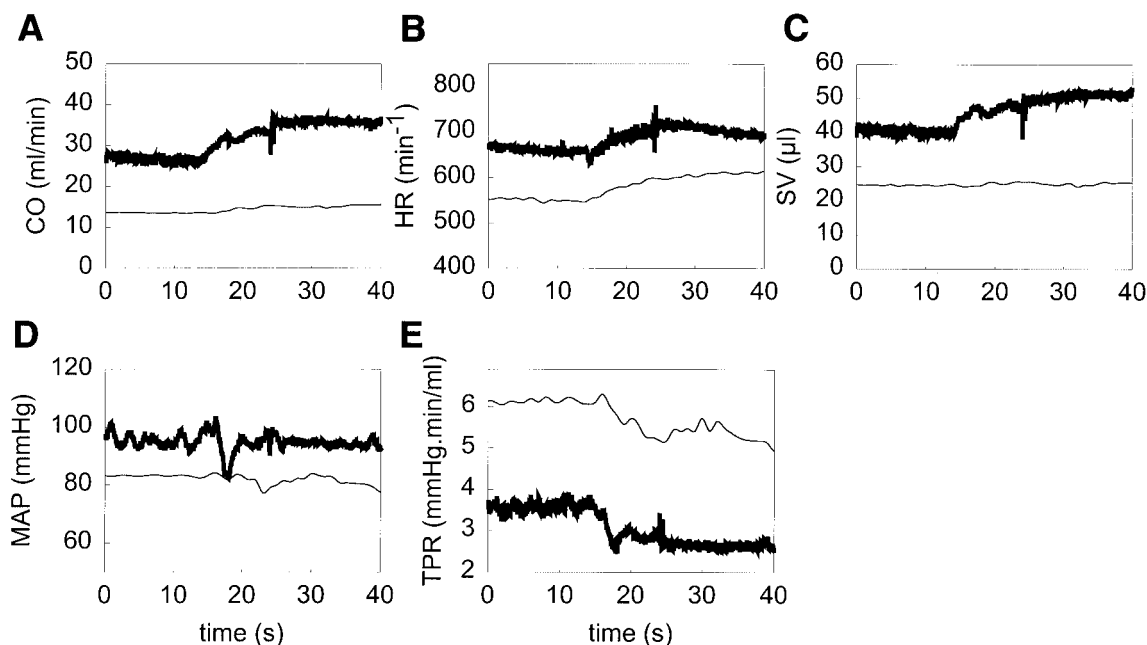 A
B
C
CO (ml/min)
50
40
30
20
10
0
0 10 20 30 40
HR (min⁻¹)
800
700
600
500
400
0 10 20 30 40
SV (µl)
60
50
40
30
20
10
0
0 10 20 30 40
D
E
MAP (mmHg)
120
100
80
60
0 10 20 30 40
time (s)
TPR (mmHg.min/ml)
6
5
4
3
2
0 10 20 30 40
time (s)